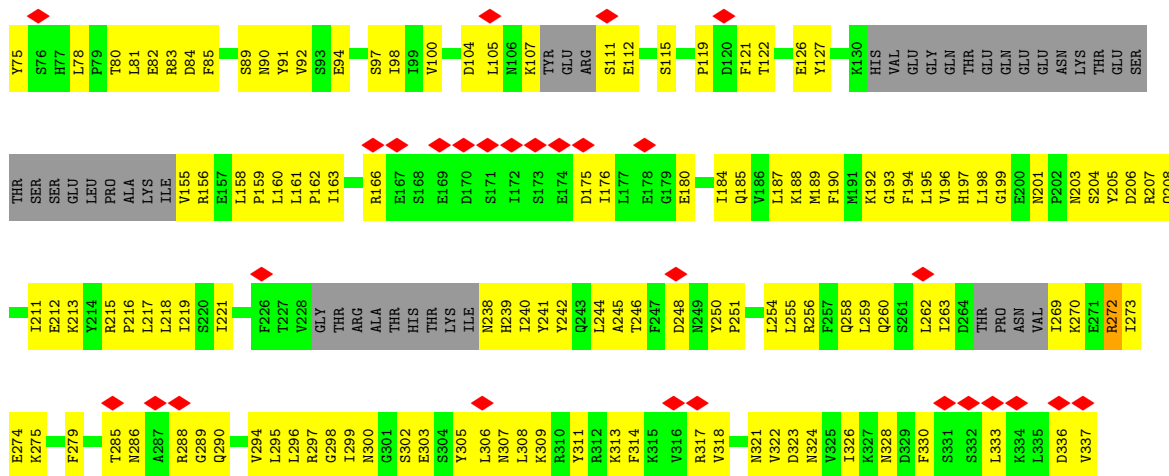 Y75 S76 H77 L78 P79 T80 L81 E82 R83 D84 F85 S89 N90 Y91 V92 S93 E94 S97 I98 I99 V100 D104 L105 N106 K107 TYR GLU ARG S111 E112 S115 P119 D120 F121 T122 E126 Y127 K130 HIS VAL GLU GLY GLN THR GLU GLN GLU GLU ASN LYS THR GLU SER
THR SER SER GLU LEU PRO ALA LYS ILE V155 R156 E157 L158 P159 L160 L161 P162 I163 R166 E167 S168 E169 D170 S171 I172 S173 E174 D175 I176 L177 E178 G179 E180 I184 Q185 V186 L187 K188 M189 F190 M191 K192 G193 F194 L195 V196 H197 L198 G199 E200 N201 P202 N203 S204 Y205 D206 R207 Q208
I211 E212 K213 Y214 R215 P216 L217 L218 I219 S220 I221 F226 T227 V228 GLY THR ARG ALA THR HIS THR LYS ILE N238 H239 I240 Y241 Y242 Q243 L244 A245 T246 F247 D248 N249 Y250 P251 L254 L255 R256 F257 Q258 L259 Q260 S261 L262 I263 D264 THR PRO ASN VAL I269 K270 E271 R272 I273
E274 K275 F279 T285 N286 A287 R288 G289 Q290 V294 L295 L296 R297 G298 I299 N300 G301 S302 E303 S304 Y305 L306 N307 L308 K309 R310 Y311 R312 K313 F314 K315 V316 R317 V318 N321 V322 D323 N324 V325 I326 K327 N328 D329 F330 S331 S332 L333 K334 L335 D336 V337